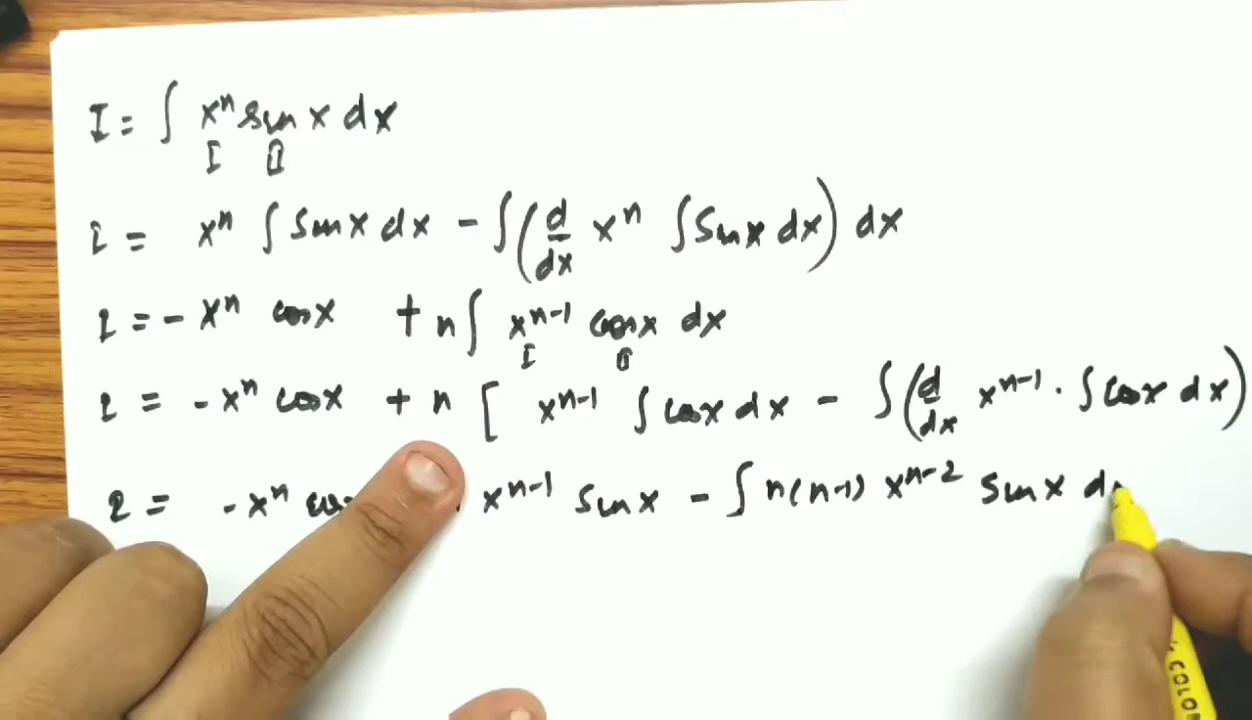 I = ∫ xⁿ sin x dx
I II
I = xⁿ ∫ sin x dx - ∫ (d/dx xⁿ ∫ sin x dx) dx
I = - xⁿ cos x + n ∫ xⁿ⁻¹ cos x dx
I II
I = - xⁿ cos x + n [ xⁿ⁻¹ ∫ cos x dx - ∫ (d/dx xⁿ⁻¹ . ∫ cos x dx)
I = - xⁿ xⁿ⁻¹ sin x - ∫ n(n-1) xⁿ⁻² sin x
COLOR